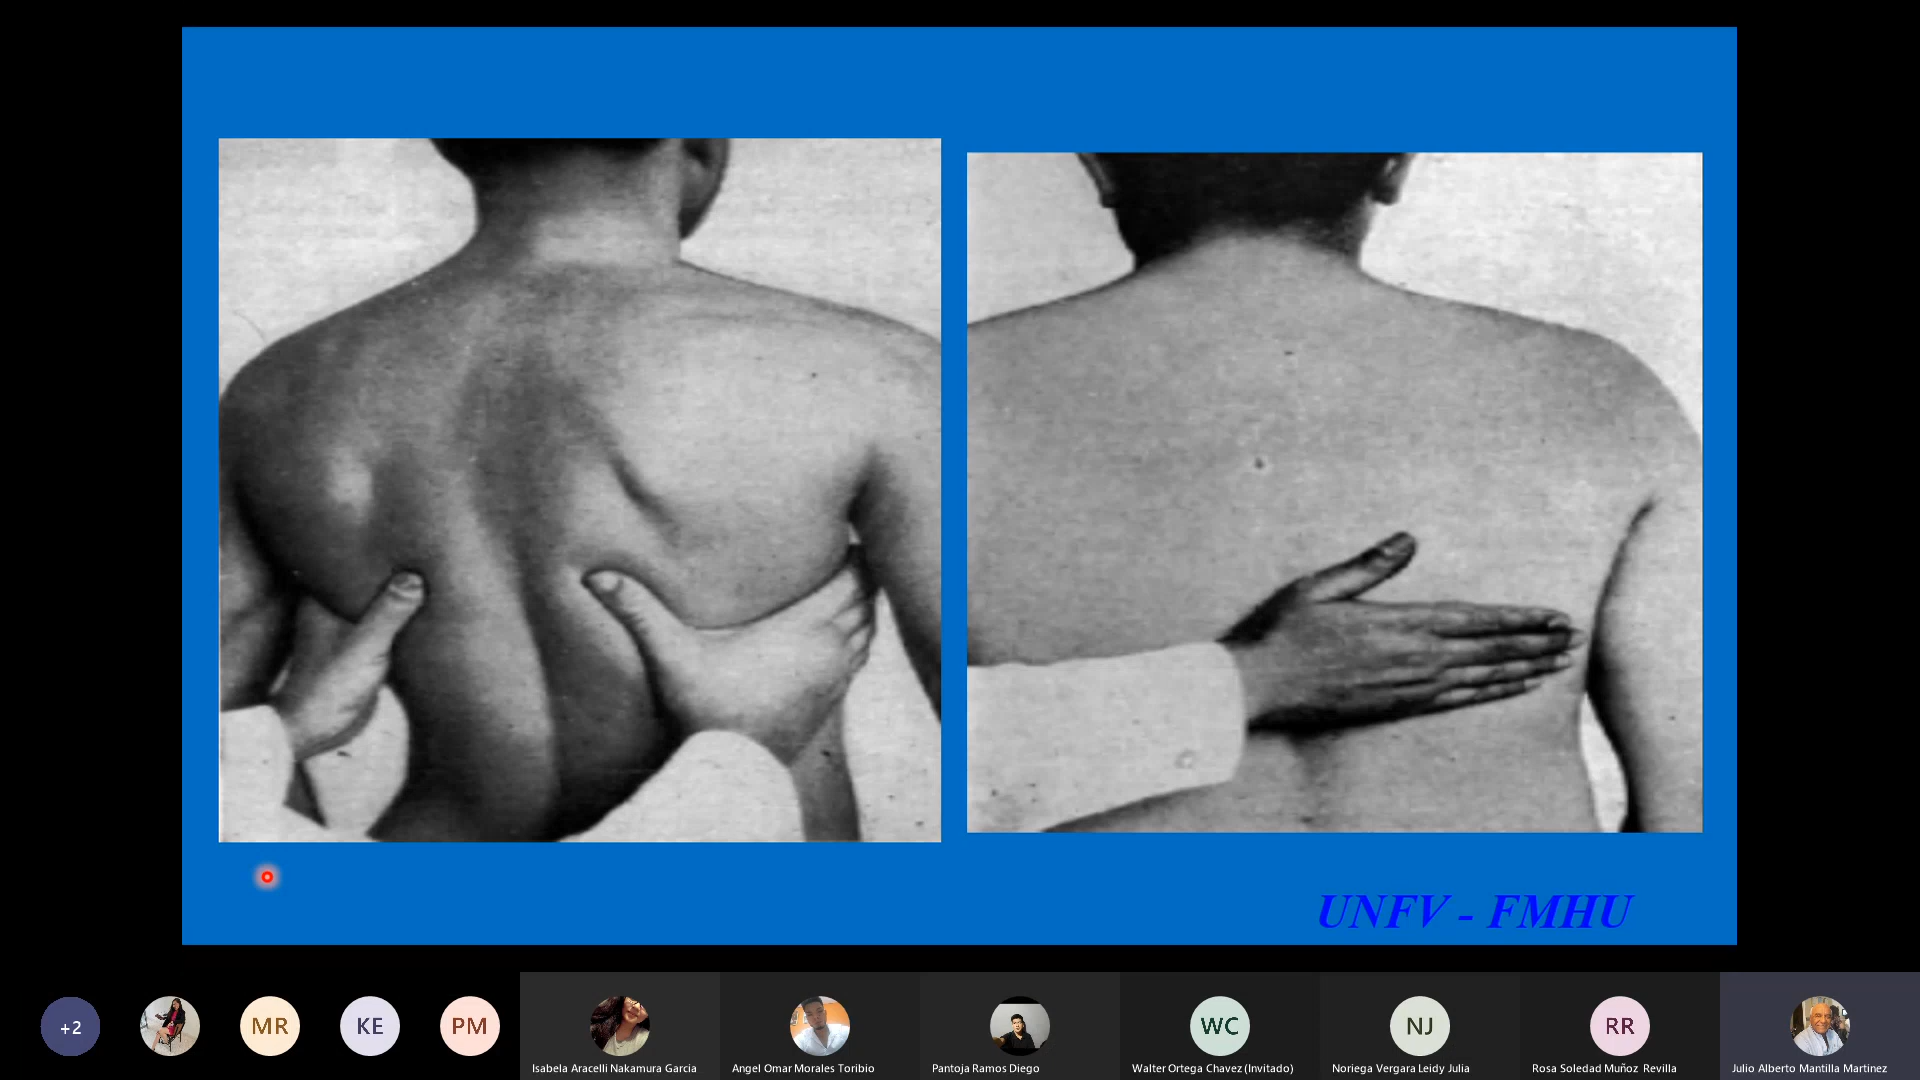 UNFV - FMHU
+2
MR
KE
PM
WC
NJ
RR
Isabela Aracelli Nakamura Garcia
Angel Omar Morales Toribio
Pantoja Ramos Diego
Walter Ortega Chavez (Invitado)
Noriega Vergara Leidy Julia
Rosa Soledad Muñoz Revilla
Julio Alberto Mantilla Martinez